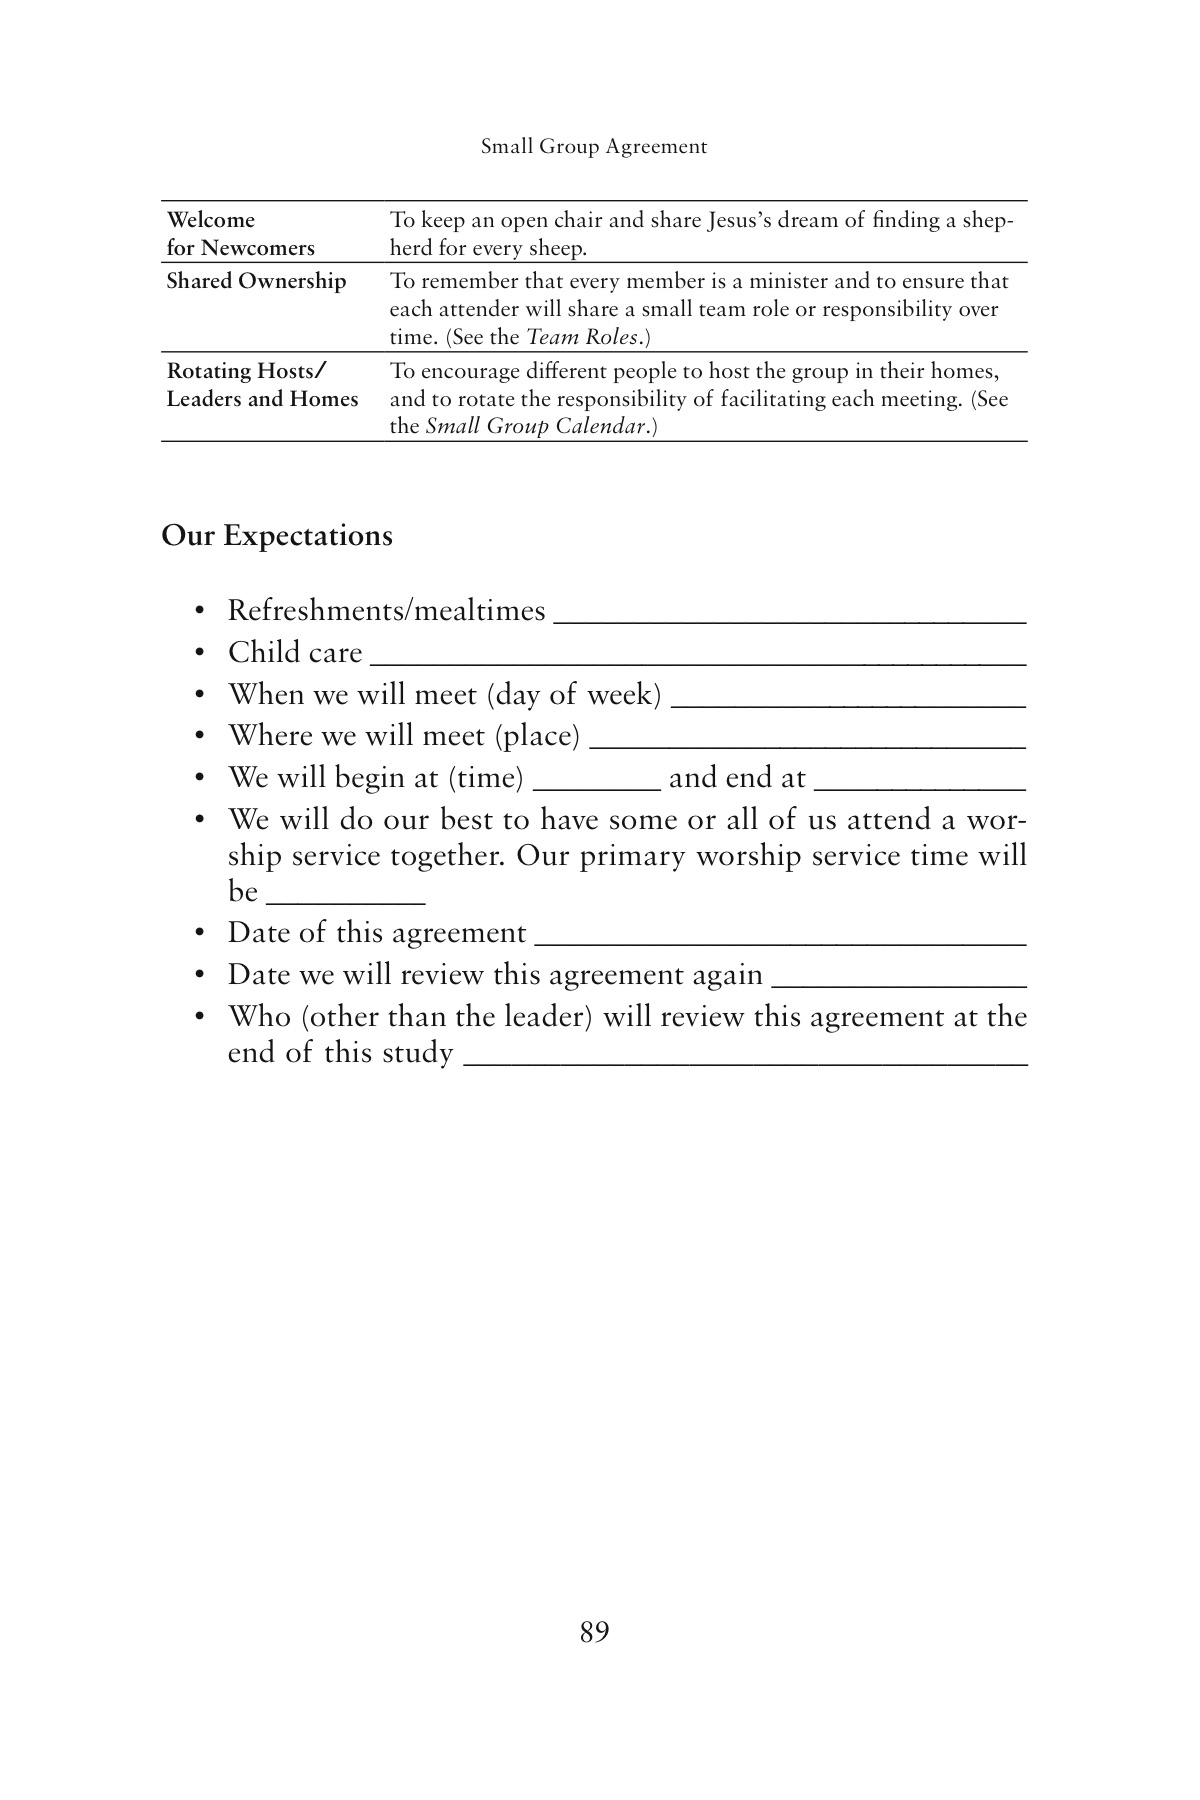 Small Group Agreement
Welcome
for Newcomers
To keep an open chair and share Jesus’s dream of finding a shep-
herd for every sheep.
Shared Ownership
To remember that every member is a minister and to ensure that
each attender will share a small team role or responsibility over
time. (See the Team Roles.)
Rotating Hosts/
Leaders and Homes
To encourage different people to host the group in their homes,
and to rotate the responsibility of facilitating each meeting. (See
the Small Group Calendar.)
Our Expectations
• Refreshments/mealtimes ______________________________
• Child care __________________________________________
• When we will meet (day of week) ______________________
• Where we will meet (place) ___________________________
• We will begin at (time) ________ and end at _____________
• We will do our best to have some or all of us attend a wor-
ship service together. Our primary worship service time will
be __________
• Date of this agreement _______________________________
• Date we will review this agreement again ________________
• Who (other than the leader) will review this agreement at the
end of this study ___________________________________
89